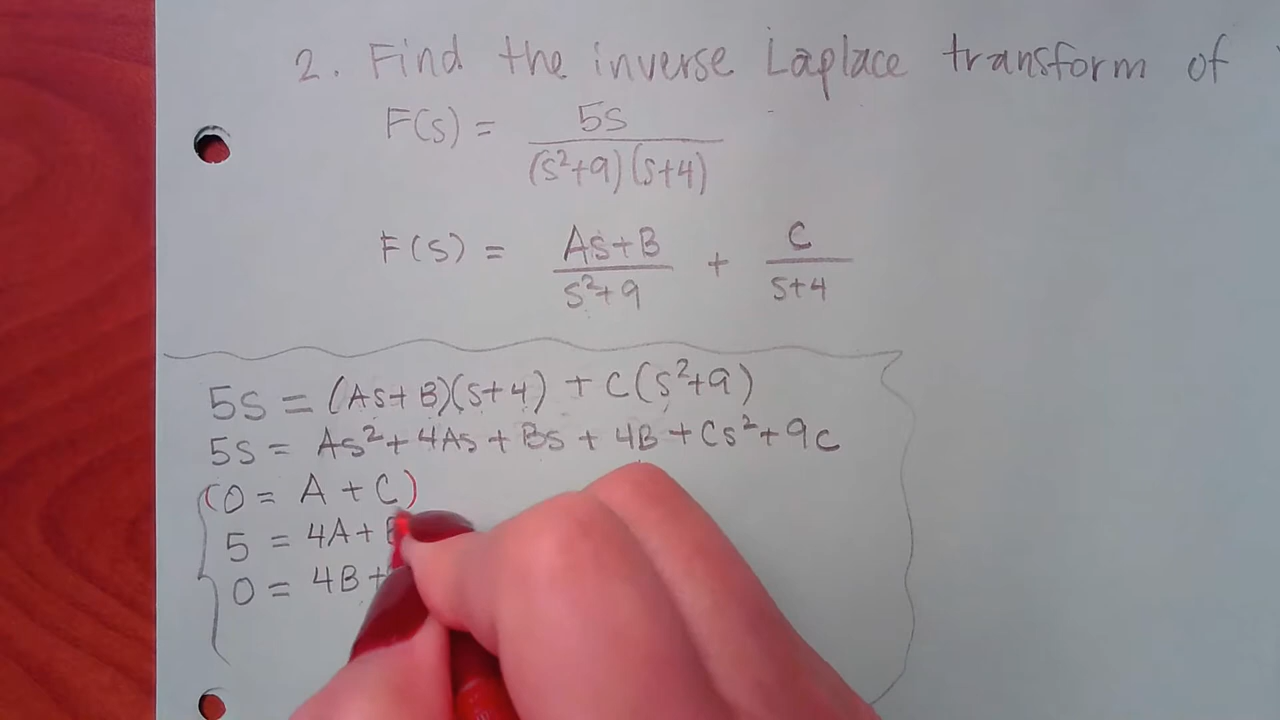 2. Find the inverse Laplace transform of
F(s) = 5s / (s²+9)(s+4)
F(s) = As+B / s²+9 + C / s+4
5s = (As+B)(s+4) + C(s²+9)
5s = As² + 4As + Bs + 4B + Cs² + 9C
(0 = A + C)
5 = 4A + B
0 = 4B +